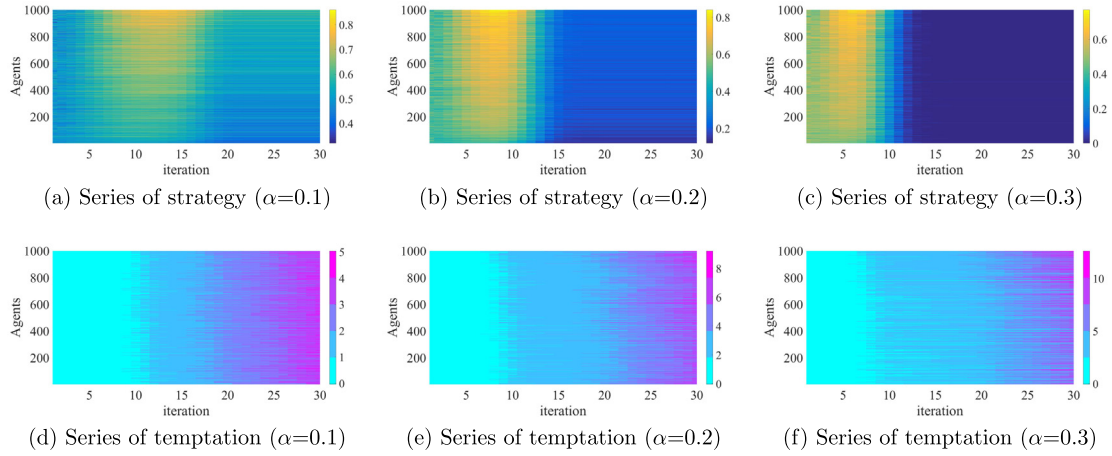 1000
800
600
400
200
Agents
5 10 15 20 25 30
iteration
0.8
0.7
0.6
0.5
0.4
(a) Series of strategy (α=0.1)
1000
800
600
400
200
Agents
5 10 15 20 25 30
iteration
0.8
0.6
0.4
0.2
(b) Series of strategy (α=0.2)
1000
800
600
400
200
Agents
5 10 15 20 25 30
iteration
0.6
0.4
0.2
0
(c) Series of strategy (α=0.3)
1000
800
600
400
200
Agents
5 10 15 20 25 30
iteration
5
4
3
2
1
0
(d) Series of temptation (α=0.1)
1000
800
600
400
200
Agents
5 10 15 20 25 30
iteration
8
6
4
2
0
(e) Series of temptation (α=0.2)
1000
800
600
400
200
Agents
5 10 15 20 25 30
iteration
10
5
0
(f) Series of temptation (α=0.3)